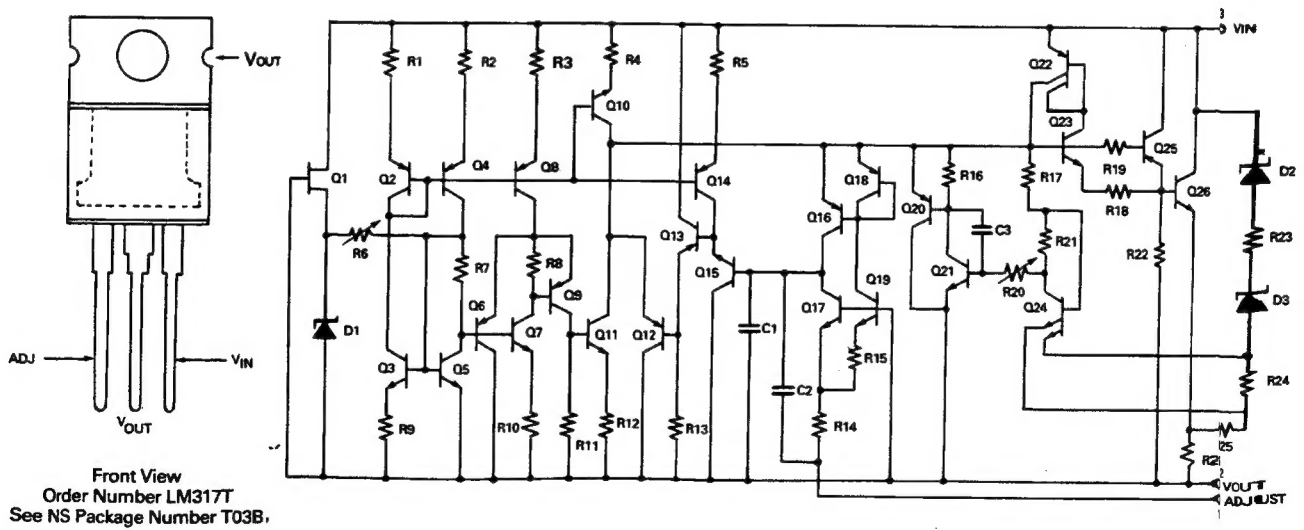 VOUT
ADJ
VIN
VOUT
Front View
Order Number LM317T
See NS Package Number T03B,
3
VIN
R1
R2
R3
R4
R5
Q22
Q10
Q23
Q1
Q2
Q4
Q8
Q14
Q18
R16
R17
R19
Q25
Q26
D2
R18
Q16
Q20
R6
Q13
C3
R21
R23
R7
R8
Q15
Q19
Q21
R20
R22
Q6
Q9
Q24
D3
D1
Q7
Q11
Q12
C1
Q17
Q3
Q5
R15
R24
C2
R9
R10
R11
R12
R13
R14
25
R2
2
VOUT
ADJUST
1